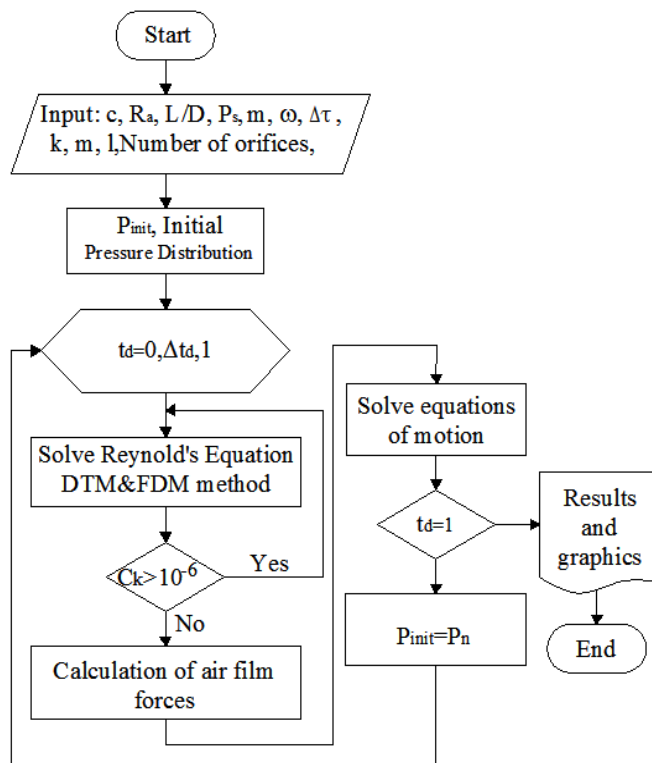 Start
Input: c, Ra, L/D, Ps, m, ω, Δτ,
k, m, l,Number of orifices,
Pinit, Initial
Pressure Distribution
td=0,Δtd,1
Solve Reynold's Equation
DTM&FDM method
Ck>10-6
Yes
No
Calculation of air film
forces
Solve equations
of motion
td=1
Results
and
graphics
Pinit=Pn
End